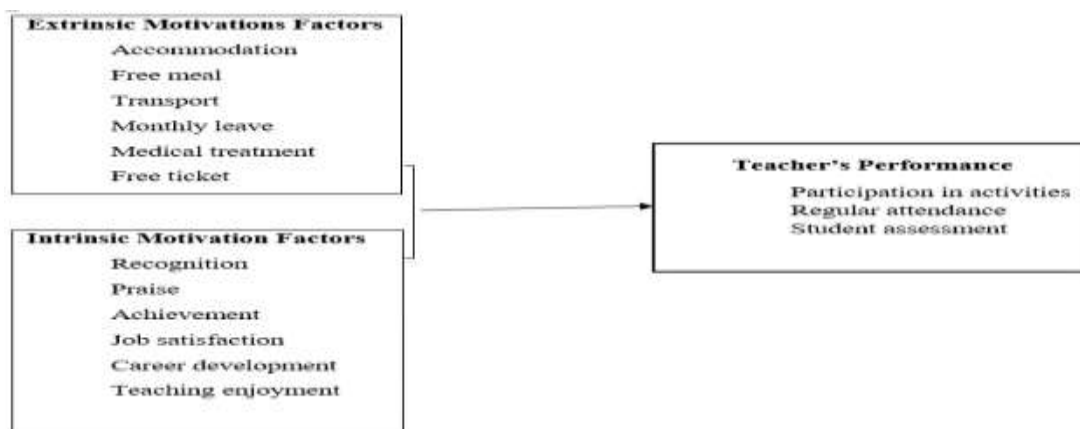 Extrinsic Motivations Factors
Accommodation
Free meal
Transport
Monthly leave
Medical treatment
Free ticket
Intrinsic Motivation Factors
Recognition
Praise
Achievement
Job satisfaction
Career development
Teaching enjoyment
Teacher's Performance
Participation in activities
Regular attendance
Student assessment